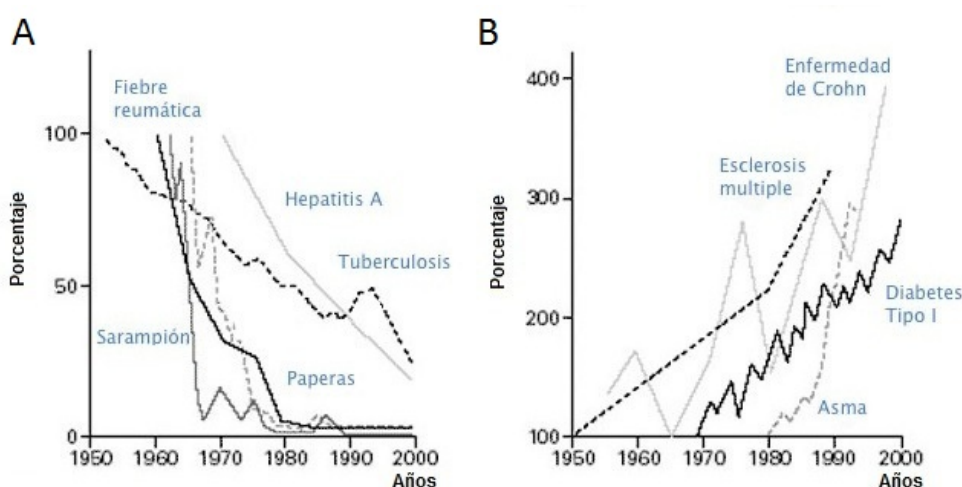 A
Fiebre
reumática
100
Hepatitis A
Porcentaje
Tuberculosis
50
Sarampión
Paperas
0
1950 1960 1970 1980 1990 2000
Años
B
Enfermedad
de Crohn
400
Esclerosis
multiple
300
Porcentaje
Diabetes
Tipo I
200
Asma
100
1950 1960 1970 1980 1990 2000
Años